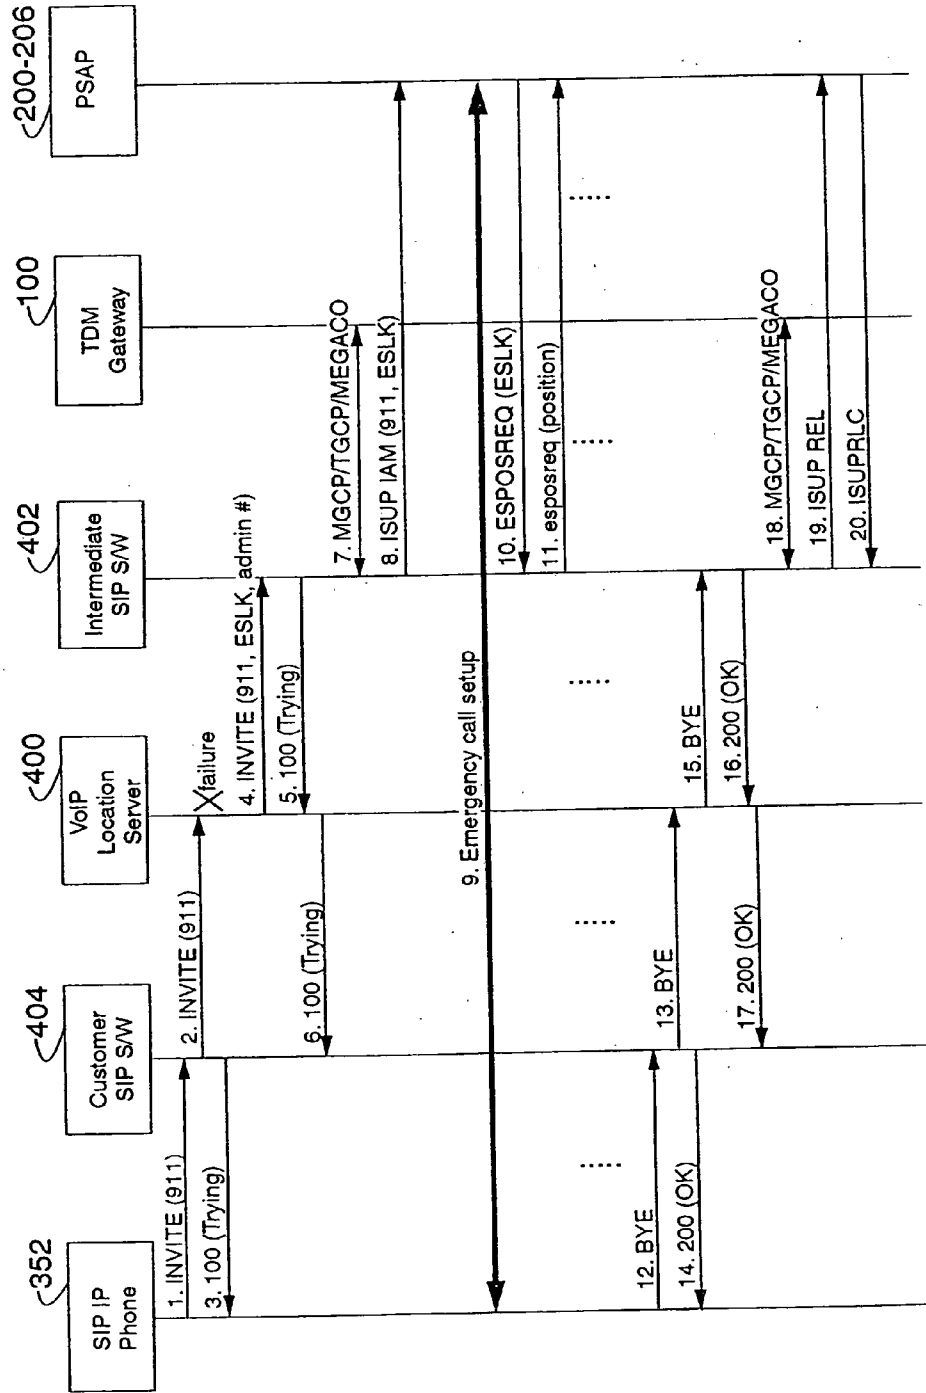 352
SIP IP
Phone
404
Customer
SIP S/W
400
VoIP
Location
Server
402
Intermediate
SIP S/W
100
TDM
Gateway
200-206
PSAP
1. INVITE (911)
2. INVITE (911)
X failure
3. 100 (Trying)
4. INVITE (911, ESLK, admin #)
5. 100 (Trying)
6. 100 (Trying)
7. MGCP/TGCP/MEGACO
8. ISUP IAM (911, ESLK)
9. Emergency call setup
10. ESPOSREQ (ESLK)
11. esposreq (position)
12. BYE
13. BYE
14. 200 (OK)
15. BYE
16. 200 (OK)
17. 200 (OK)
18. MGCP/TGCP/MEGACO
19. ISUP REL
20. ISUPRLC